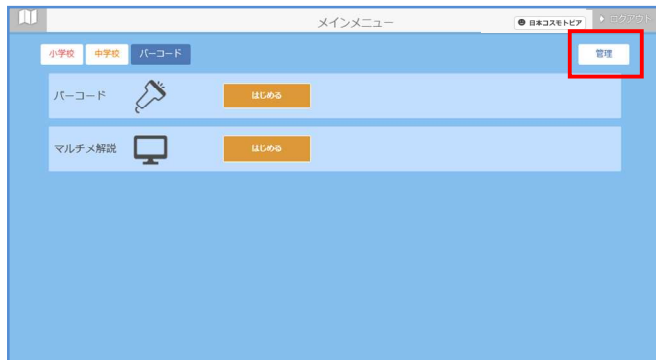 メインメニュー
日本コスモトピア
ログアウト
小学校 中学校 バーコード 管理
バーコード はじめる
マルチメ解説 はじめる